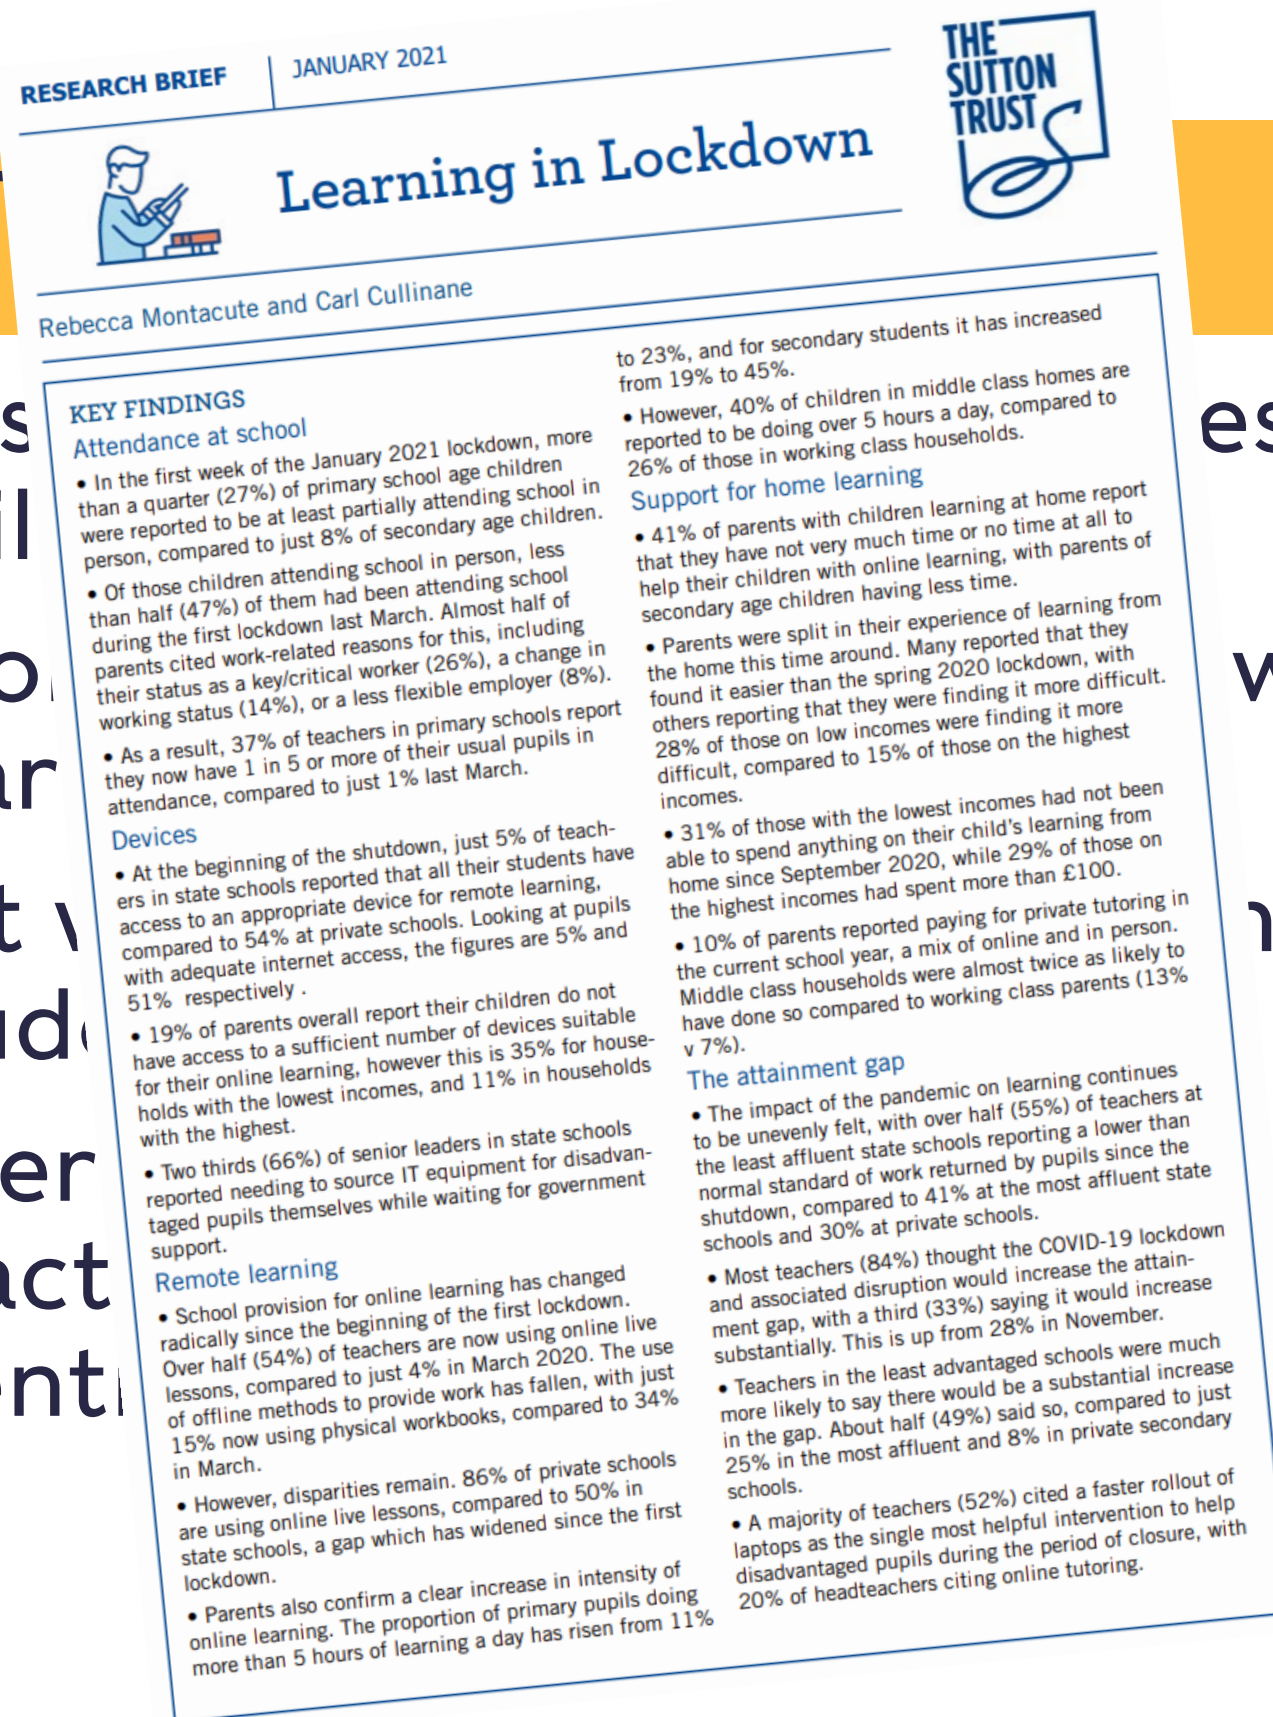 RESEARCH BRIEF
JANUARY 2021
THE
SUTTON
TRUST
Learning in Lockdown
Rebecca Montacute and Carl Cullinane
KEY FINDINGS
Attendance at school
• In the first week of the January 2021 lockdown, more
than a quarter (27%) of primary school age children
were reported to be at least partially attending school in
person, compared to just 8% of secondary age children.
• Of those children attending school in person, less
than half (47%) of them had been attending school
during the first lockdown last March. Almost half of
parents cited work-related reasons for this, including
their status as a key/critical worker (26%), a change in
working status (14%), or a less flexible employer (8%).
• As a result, 37% of teachers in primary schools report
they now have 1 in 5 or more of their usual pupils in
attendance, compared to just 1% last March.
Devices
• At the beginning of the shutdown, just 5% of teach-
ers in state schools reported that all their students have
access to an appropriate device for remote learning,
compared to 54% at private schools. Looking at pupils
with adequate internet access, the figures are 5% and
51% respectively .
• 19% of parents overall report their children do not
have access to a sufficient number of devices suitable
for their online learning, however this is 35% for house-
holds with the lowest incomes, and 11% in households
with the highest.
• Two thirds (66%) of senior leaders in state schools
reported needing to source IT equipment for disadvan-
taged pupils themselves while waiting for government
support.
Remote learning
• School provision for online learning has changed
radically since the beginning of the first lockdown.
Over half (54%) of teachers are now using online live
lessons, compared to just 4% in March 2020. The use
of offline methods to provide work has fallen, with just
15% now using physical workbooks, compared to 34%
in March.
• However, disparities remain. 86% of private schools
are using online live lessons, compared to 50% in
state schools, a gap which has widened since the first
lockdown.
• Parents also confirm a clear increase in intensity of
online learning. The proportion of primary pupils doing
more than 5 hours of learning a day has risen from 11%
to 23%, and for secondary students it has increased
from 19% to 45%.
• However, 40% of children in middle class homes are
reported to be doing over 5 hours a day, compared to
26% of those in working class households.
Support for home learning
• 41% of parents with children learning at home report
that they have not very much time or no time at all to
help their children with online learning, with parents of
secondary age children having less time.
• Parents were split in their experience of learning from
the home this time around. Many reported that they
found it easier than the spring 2020 lockdown, with
others reporting that they were finding it more difficult.
28% of those on low incomes were finding it more
difficult, compared to 15% of those on the highest
incomes.
• 31% of those with the lowest incomes had not been
able to spend anything on their child's learning from
home since September 2020, while 29% of those on
the highest incomes had spent more than £100.
• 10% of parents reported paying for private tutoring in
the current school year, a mix of online and in person.
Middle class households were almost twice as likely to
have done so compared to working class parents (13%
v 7%).
The attainment gap
• The impact of the pandemic on learning continues
to be unevenly felt, with over half (55%) of teachers at
the least affluent state schools reporting a lower than
normal standard of work returned by pupils since the
shutdown, compared to 41% at the most affluent state
schools and 30% at private schools.
• Most teachers (84%) thought the COVID-19 lockdown
and associated disruption would increase the attain-
ment gap, with a third (33%) saying it would increase
substantially. This is up from 28% in November.
• Teachers in the least advantaged schools were much
more likely to say there would be a substantial increase
in the gap. About half (49%) said so, compared to just
25% in the most affluent and 8% in private secondary
schools.
• A majority of teachers (52%) cited a faster rollout of
laptops as the single most helpful intervention to help
disadvantaged pupils during the period of closure, with
20% of headteachers citing online tutoring.